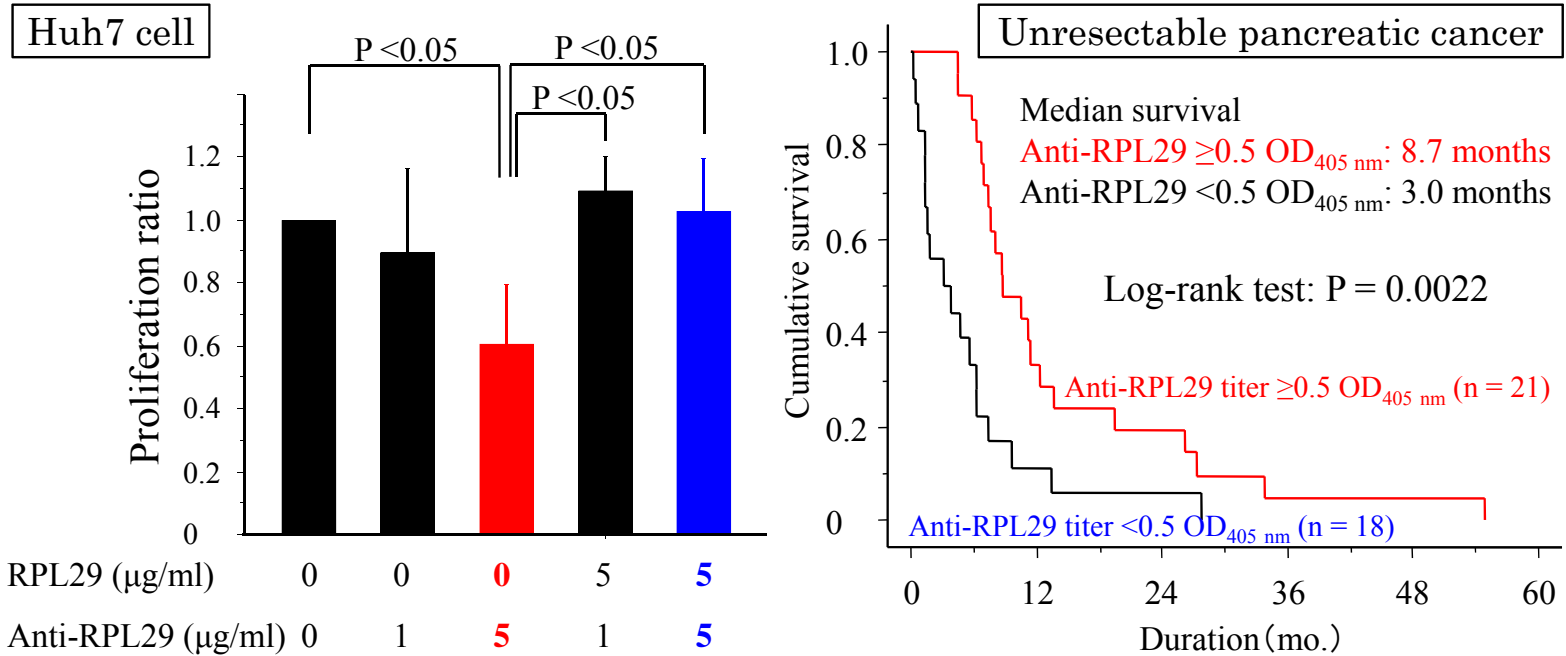 Huh7 cell
P <0.05
P <0.05
P <0.05
Proliferation ratio
1.2
1.0
0.8
0.6
0.4
0.2
0
RPL29 (μg/ml) 0 0 0 5 5
Anti-RPL29 (μg/ml) 0 1 5 1 5
Unresectable pancreatic cancer
Median survival
Anti-RPL29 ≥0.5 OD405 nm: 8.7 months
Anti-RPL29 <0.5 OD405 nm: 3.0 months
Log-rank test: P = 0.0022
Anti-RPL29 titer ≥0.5 OD405 nm (n = 21)
Anti-RPL29 titer <0.5 OD405 nm (n = 18)
Cumulative survival
1.0
0.8
0.6
0.4
0.2
0
0 12 24 36 48 60
Duration(mo.)